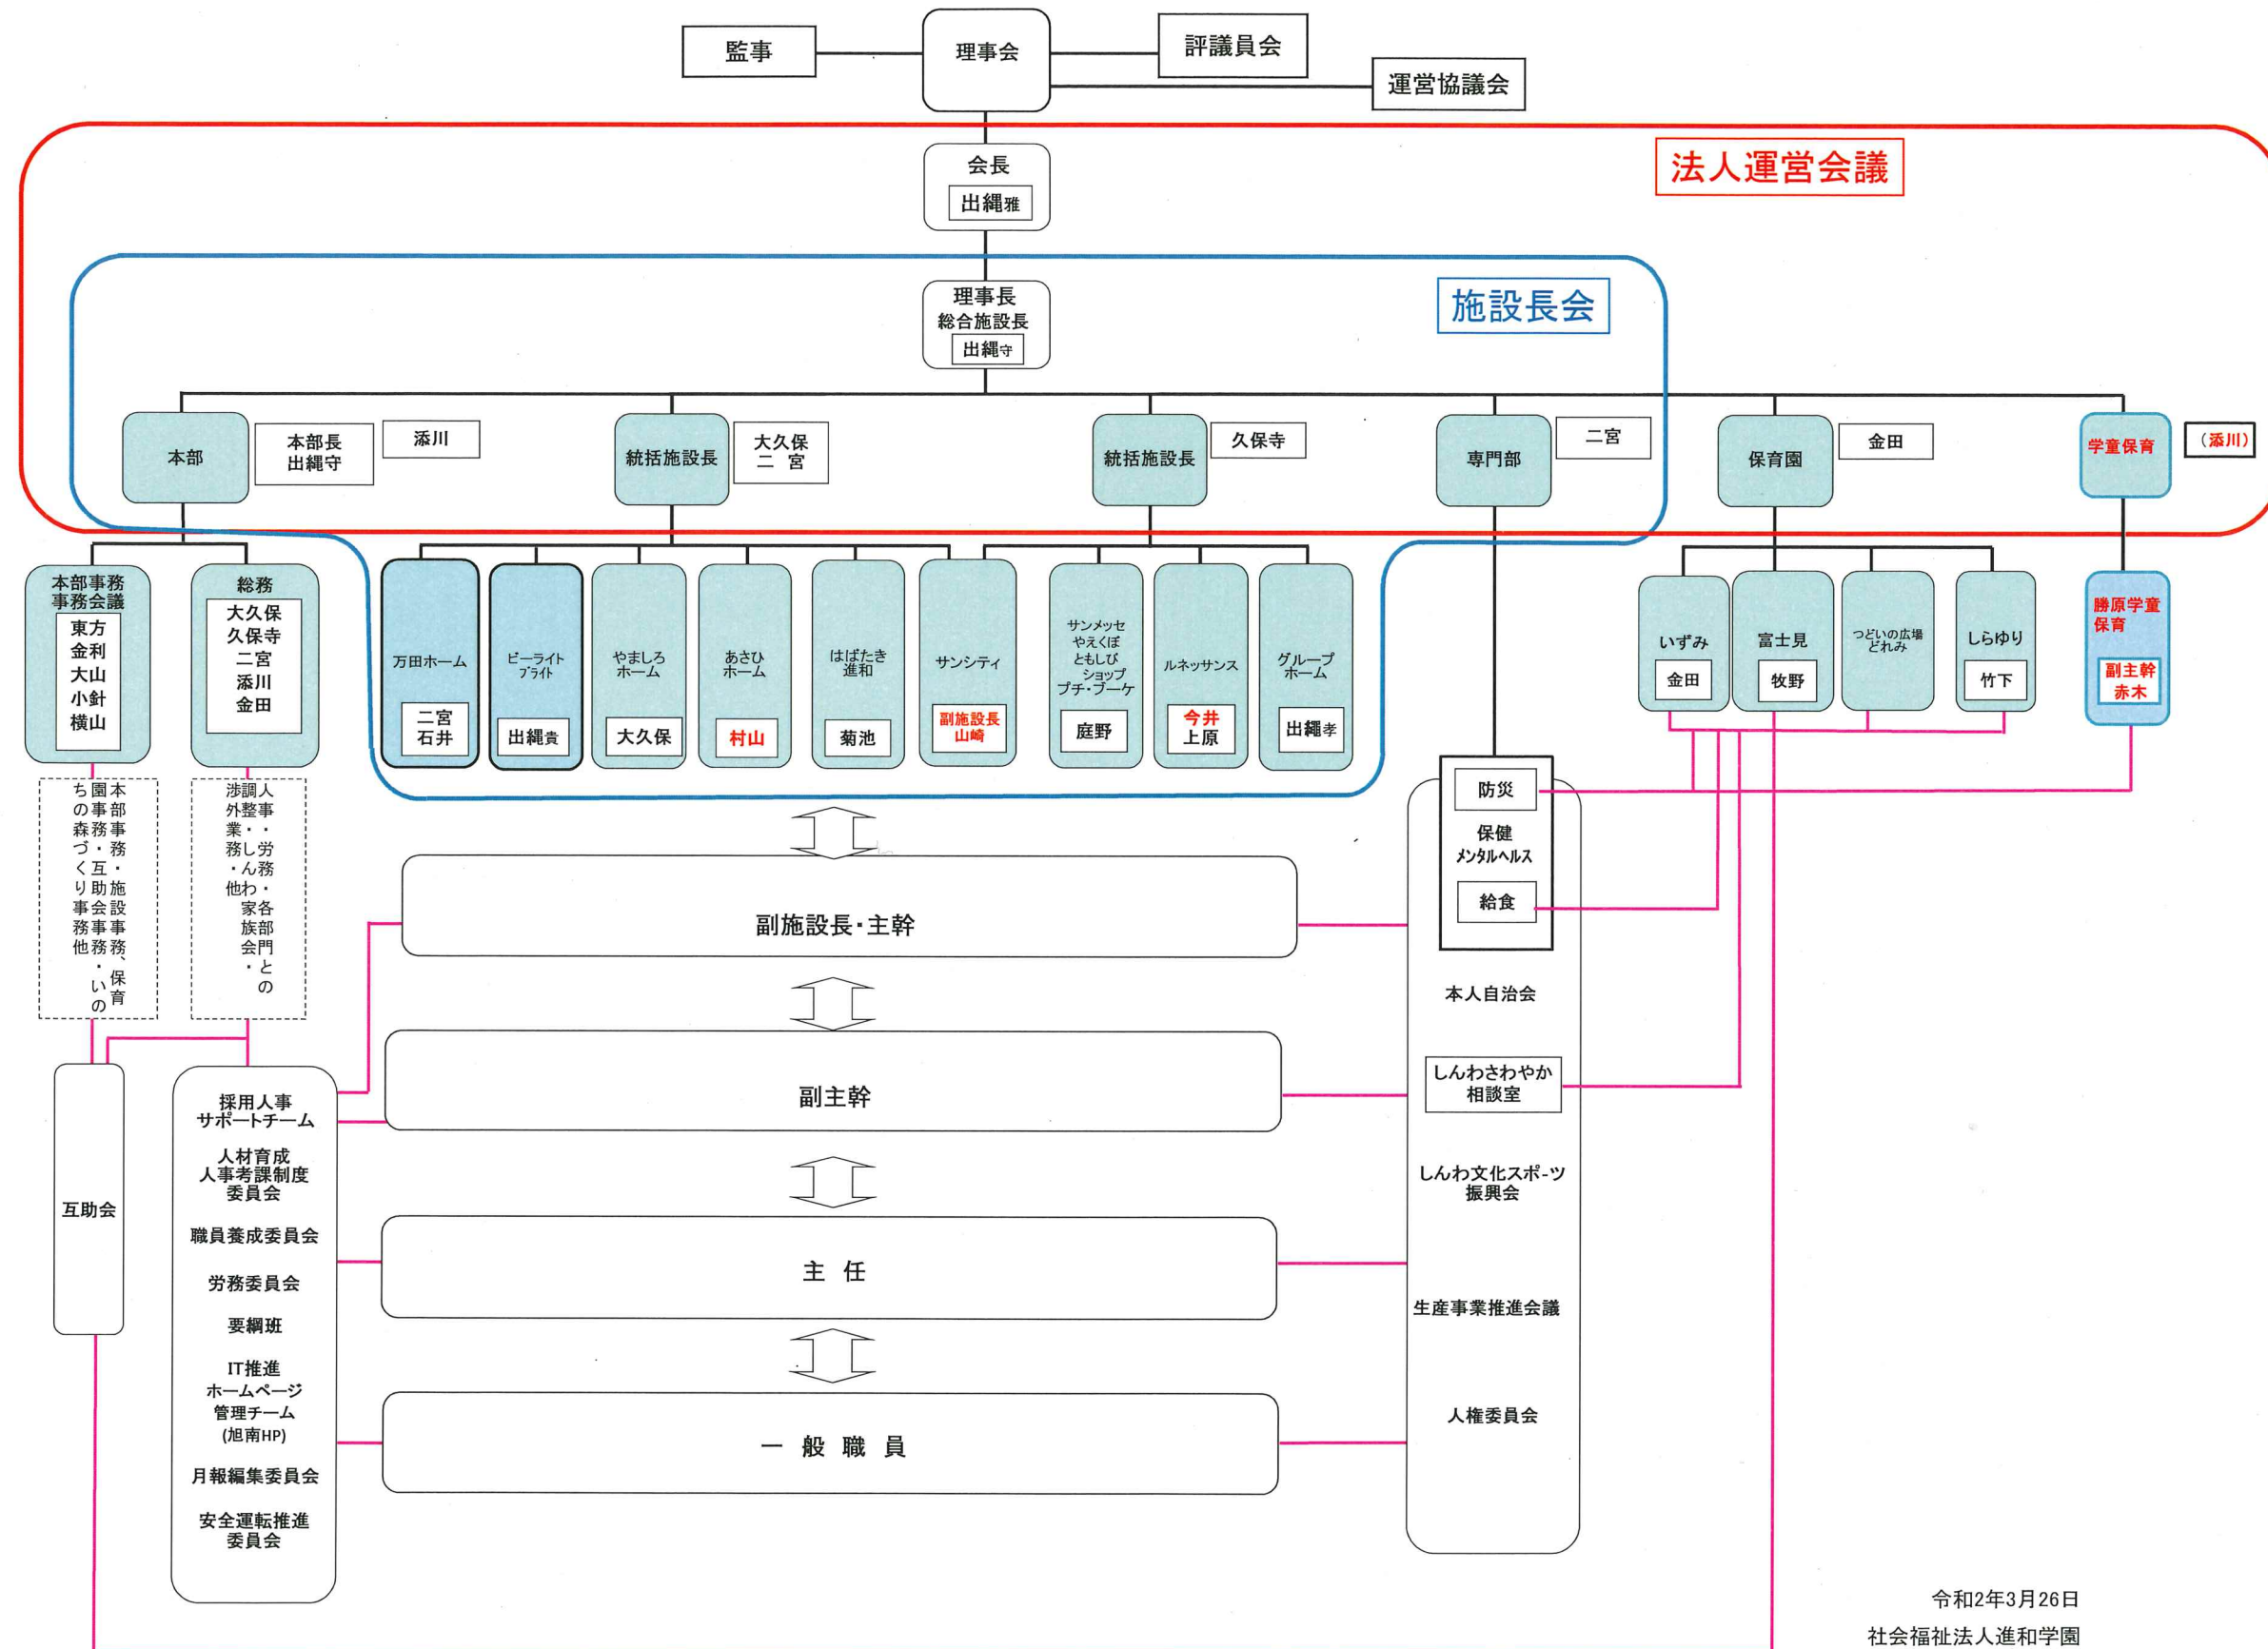 監事
理事会
評議員会
運営協議会
法人運営会議
会長
出縄雅
施設長会
理事長
総合施設長
出縄守
本部
本部長
出縄守
添川
統括施設長
大久保
二 宮
統括施設長
久保寺
専門部
二宮
保育園
金田
学童保育
（添川）
本部事務
事務会議
東方
金利
大山
小針
横山
総務
大久保
久保寺
二宮
添川
金田
万田ホーム
二宮
石井
ビーライト
ブライト
出縄貴
やましろ
ホーム
大久保
あさひ
ホーム
村山
はばたき
進和
菊池
サンシティ
副施設長
山崎
サンメッセ
やえくぼ
ともしび
ショップ
プチ・ブーケ
庭野
ルネッサンス
今井
上原
グループ
ホーム
出縄孝
いずみ
金田
富士見
牧野
つどいの広場
どれみ
しらゆり
竹下
勝原学童
保育
副主幹
赤木
本部事務・施設事務、保育
園事務・互助会事務・いの
ちの森づくり事務他
人事・労務・各部門との
調整・しんわ家族会・
渉外業務・他
防災
保健
メンタルヘルス
給食
本人自治会
しんわさわやか
相談室
しんわ文化スポーツ
振興会
生産事業推進会議
人権委員会
副施設長・主幹
副主幹
主 任
一 般 職 員
互助会
採用人事
サポートチーム
人材育成
人事考課制度
委員会
職員養成委員会
労務委員会
要綱班
IT推進
ホームページ
管理チーム
(旭南HP)
月報編集委員会
安全運転推進
委員会
令和2年3月26日
社会福祉法人進和学園